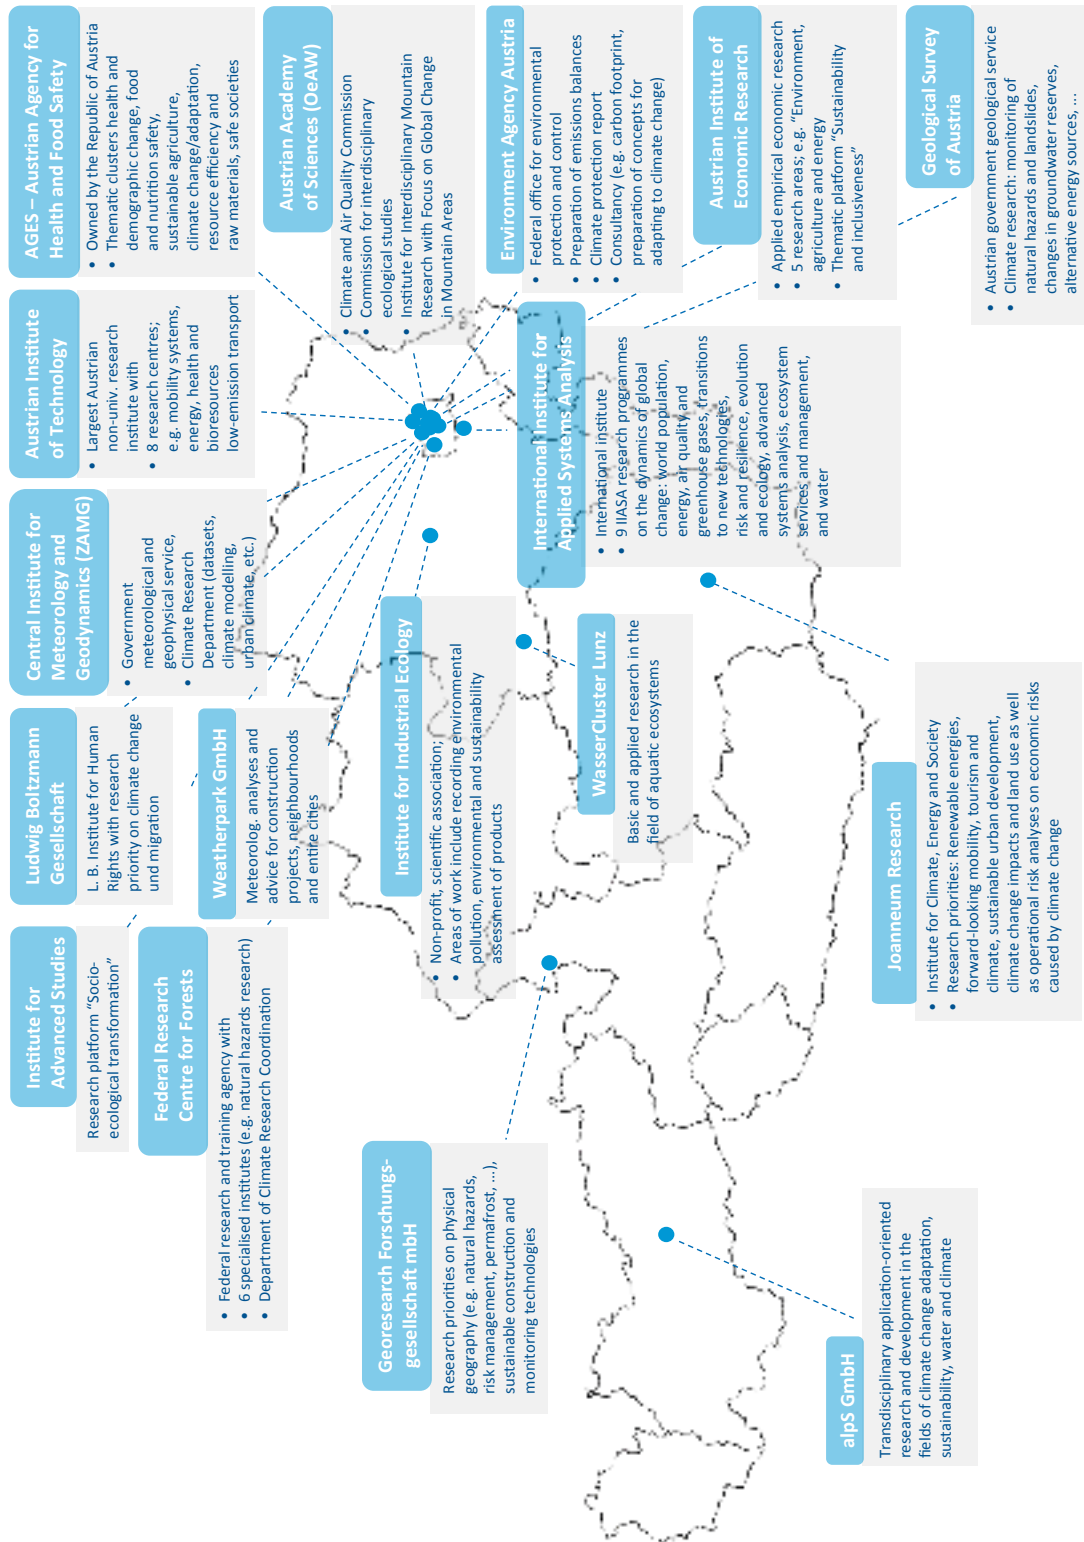 Institute for
Advanced Studies
Research platform “Socio-
ecological transformation”
Ludwig Boltzmann
Gesellschaft
L. B. Institute for Human
Rights with research
priority on climate change
und migration
Central Institute for
Meteorology and
Geodynamics (ZAMG)
• Government
meteorological and
geophysical service,
• Climate Research
Department (datasets,
climate modelling,
urban climate, etc.)
Austrian Institute
of Technology
• Largest Austrian
non-univ. research
institute with
• 8 research centres;
e.g. mobility systems,
energy, health and
bioresources
low-emission transport
AGES – Austrian Agency for
Health and Food Safety
• Owned by the Republic of Austria
• Thematic clusters health and
demographic change, food
and nutrition safety,
sustainable agriculture,
climate change/adaptation,
resource efficiency and
raw materials, safe societies
Federal Research
Centre for Forests
• Federal research and training agency with
• 6 specialised institutes (e.g. natural hazards research)
• Department of Climate Research Coordination
Weatherpark GmbH
Meteorolog. analyses and
advice for construction
projects, neighbourhoods
and entire cities
Austrian Academy
of Sciences (OeAW)
• Climate and Air Quality Commission
• Commission for interdisciplinary
ecological studies
• Institute for Interdisciplinary Mountain
Research with Focus on Global Change
in Mountain Areas
Georesearch Forschungs-
gesellschaft mbH
Research priorities on physical
geography (e.g. natural hazards,
risk management, permafrost, ...),
sustainable construction and
monitoring technologies
Institute for Industrial Ecology
• Non-profit, scientific association;
• Areas of work include recording environmental
pollution, environmental and sustainability
assessment of products
Environment Agency Austria
• Federal office for environmental
protection and control
• Preparation of emissions balances
• Climate protection report
• Consultancy (e.g. carbon footprint,
preparation of concepts for
adapting to climate change)
WasserCluster Lunz
Basic and applied research in the
field of aquatic ecosystems
International Institute for
Applied Systems Analysis
• International institute
• 9 IIASA research programmes
on the dynamics of global
change: world population,
energy, air quality and
greenhouse gases, transitions
to new technologies,
risk and resilience, evolution
and ecology, advanced
systems analysis, ecosystem
services and management,
and water
Austrian Institute of
Economic Research
• Applied empirical economic research
• 5 research areas; e.g. “Environment,
agriculture and energy
• Thematic platform “Sustainability
and inclusiveness”
alpS GmbH
Transdisciplinary application-oriented
research and development in the
fields of climate change adaptation,
sustainability, water and climate
Joanneum Research
• Institute for Climate, Energy and Society
• Research priorities: Renewable energies,
forward-looking mobility, tourism and
climate, sustainable urban development,
climate change impacts and land use as well
as operational risk analyses on economic risks
caused by climate change
Geological Survey
of Austria
• Austrian government geological service
• Climate research: monitoring of
natural hazards and landslides,
changes in groundwater reserves,
alternative energy sources, ...